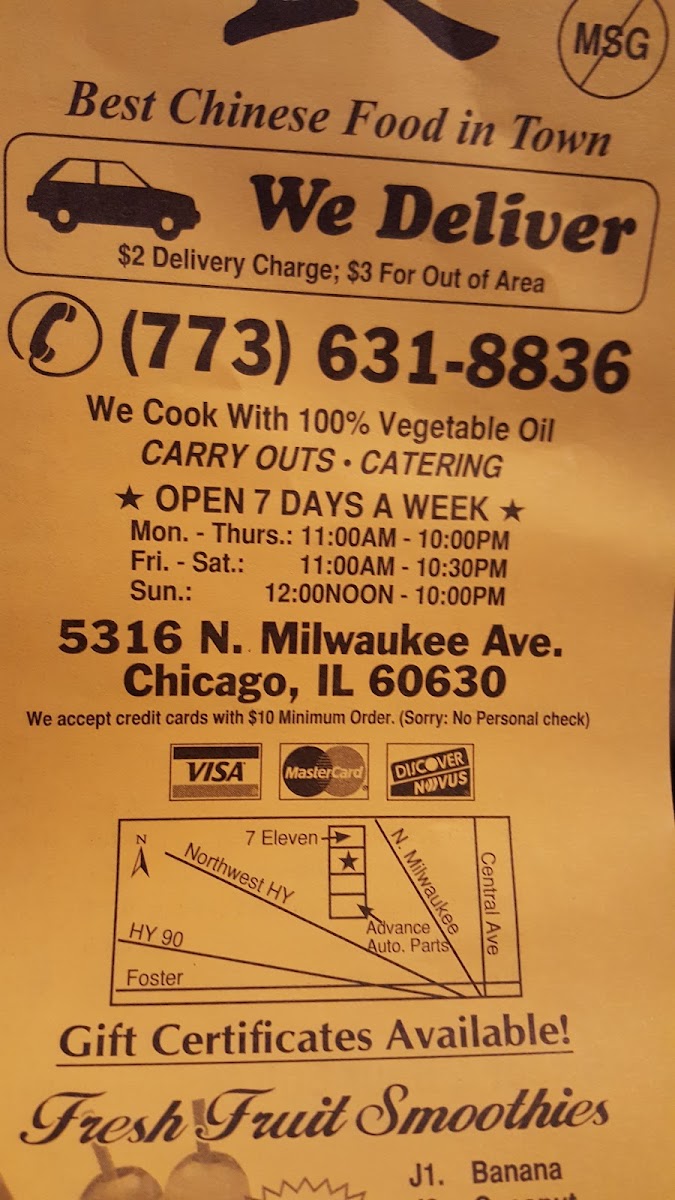 MSG
Best Chinese Food in Town
We Deliver
$2 Delivery Charge; $3 For Out of Area
(773) 631-8836
We Cook With 100% Vegetable Oil
CARRY OUTS • CATERING
★ OPEN 7 DAYS A WEEK ★
Mon. - Thurs.: 11:00AM - 10:00PM
Fri. - Sat.: 11:00AM - 10:30PM
Sun.: 12:00NOON - 10:00PM
5316 N. Milwaukee Ave.
Chicago, IL 60630
We accept credit cards with $10 Minimum Order. (Sorry: No Personal check)
VISA MasterCard DISCOVER
NOVUS
N
7 Eleven
Northwest HY
N. Milwaukee
Central Ave
Advance
Auto. Parts
HY 90
Foster
Gift Certificates Available!
Fresh Fruit Smoothies
J1. Banana